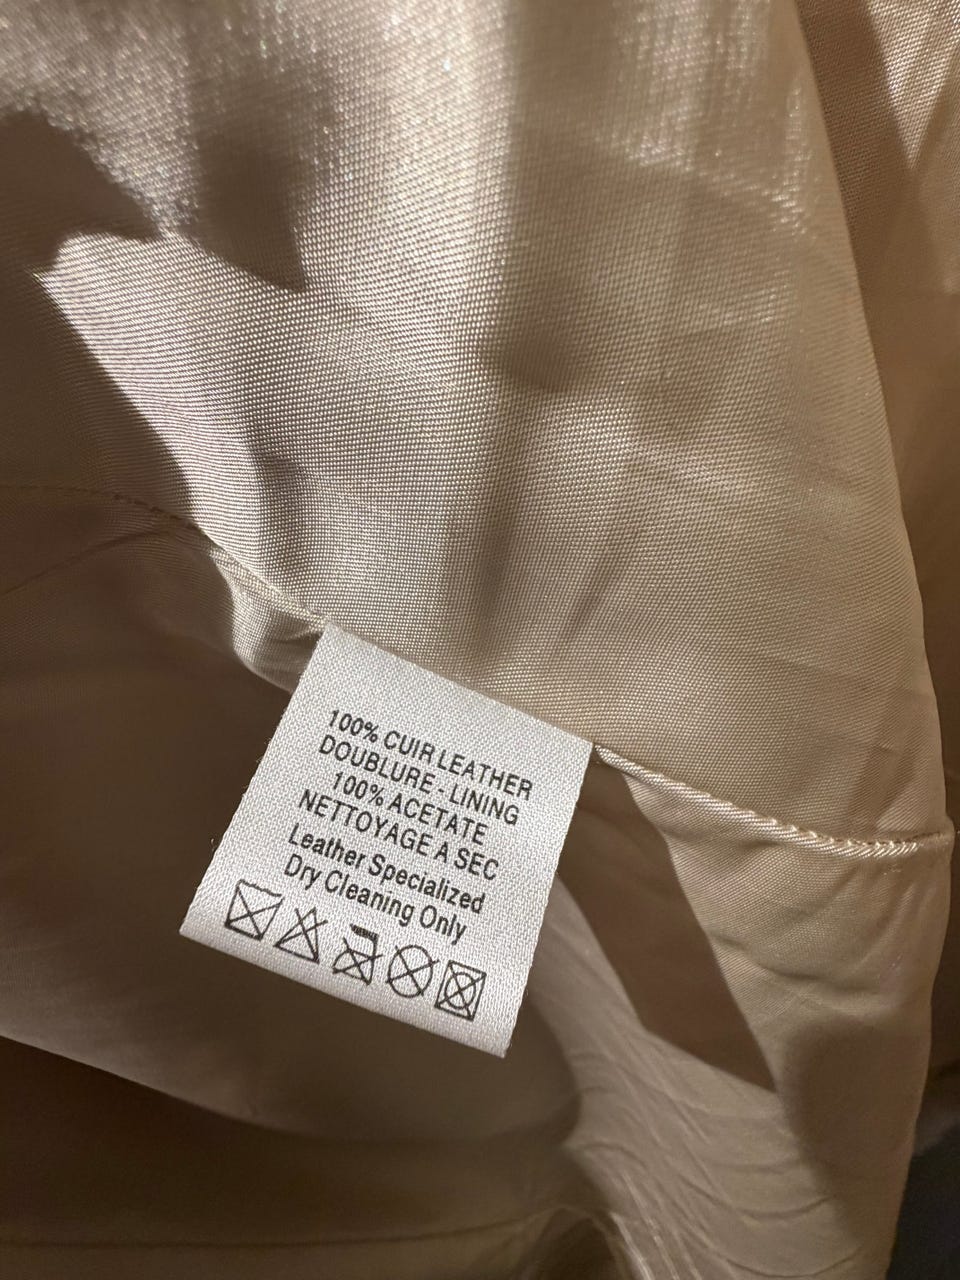 100% CUIR LEATHER
DOUBLURE - LINING
100% ACETATE
NETTOYAGE A SEC
Leather Specialized
Dry Cleaning Only